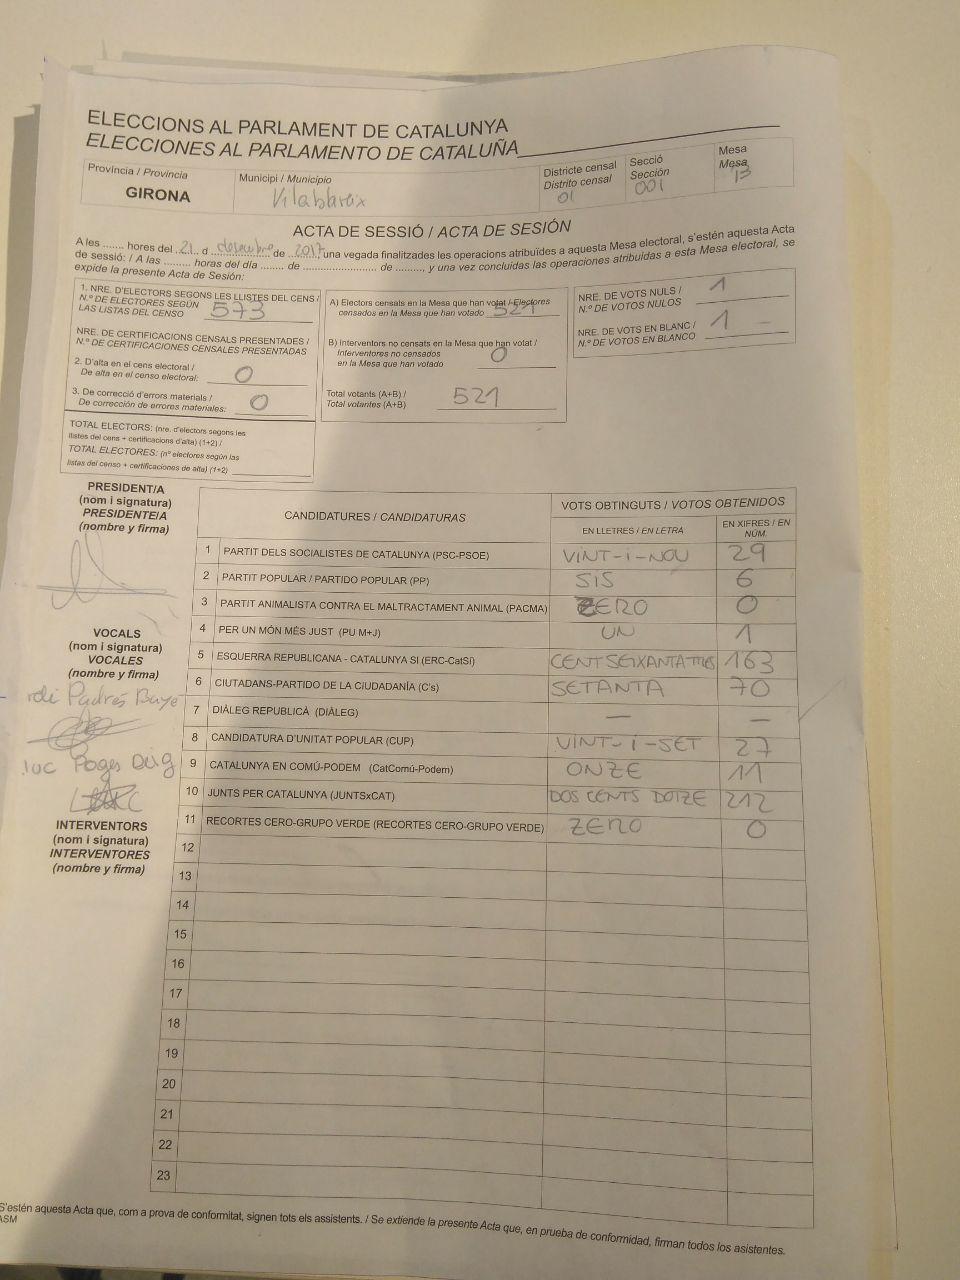 ELECCIONS AL PARLAMENT DE CATALUNYA
ELECCIONES AL PARLAMENTO DE CATALUÑA
Província / Provincia
GIRONA
Municipi / Municipio
Vilablareix
Districte censal
Distrito censal
01
Secció
Sección
001
Mesa
Mesa
B
ACTA DE SESSIÓ / ACTA DE SESIÓN
A les ....... hores del 21 d desembre de 2017 una vegada finalitzades les operacions atribuïdes a aquesta Mesa electoral, s'estén aquesta Acta
de sessió: / A las ......... horas del día ....... de ......................... de ........, y una vez concluidas las operaciones atribuidas a esta Mesa electoral, se
expide la presente Acta de Sesión:
1. NRE. D'ELECTORS SEGONS LES LLISTES DEL CENS /
N.º DE ELECTORES SEGÚN
LAS LISTAS DEL CENSO 573
NRE. DE CERTIFICACIONS CENSALS PRESENTADES /
N.º DE CERTIFICACIONES CENSALES PRESENTADAS
2. D'alta en el cens electoral /
De alta en el censo electoral: 0
3. De correcció d'errors materials /
De corrección de errores materiales: 0
TOTAL ELECTORS: (nre. d'electors segons les
llistes del cens + certificacions d'alta) (1+2) /
TOTAL ELECTORES: (nº electores según las
listas del censo + certificaciones de alta) (1+2)
A) Electors censats en la Mesa que han votat / Electores
censados en la Mesa que han votado 521
B) Interventors no censats en la Mesa que han votat /
Interventores no censados
en la Mesa que han votado 0
Total votants (A+B) /
Total votantes (A+B) 521
NRE. DE VOTS NULS /
N.º DE VOTOS NULOS 1
NRE. DE VOTS EN BLANC /
N.º DE VOTOS EN BLANCO 1
PRESIDENT/A
(nom i signatura)
PRESIDENTE/A
(nombre y firma)
VOCALS
(nom i signatura)
VOCALES
(nombre y firma)
Padrés
INTERVENTORS
(nom i signatura)
INTERVENTORES
(nombre y firma)
CANDIDATURES / CANDIDATURAS
VOTS OBTINGUTS / VOTOS OBTENIDOS
EN LLETRES / EN LETRA
EN XIFRES / EN
NÚM.
1 PARTIT DELS SOCIALISTES DE CATALUNYA (PSC-PSOE) VINT-i-NOU 29
2 PARTIT POPULAR / PARTIDO POPULAR (PP) SIS 6
3 PARTIT ANIMALISTA CONTRA EL MALTRACTAMENT ANIMAL (PACMA) ZERO 0
4 PER UN MÓN MÉS JUST (PU M+J) UN 1
5 ESQUERRA REPUBLICANA - CATALUNYA SI (ERC-CatSí) CENT SEIXANTA TRES 163
6 CIUTADANS-PARTIDO DE LA CIUDADANÍA (C's) SETANTA 70
7 DIÀLEG REPUBLICÀ (DIÀLEG) — —
8 CANDIDATURA D'UNITAT POPULAR (CUP) VINT-i-SET 27
9 CATALUNYA EN COMÚ-PODEM (CatComú-Podem) ONZE 11
10 JUNTS PER CATALUNYA (JUNTSxCAT) DOS CENTS DOTZE 212
11 RECORTES CERO-GRUPO VERDE (RECORTES CERO-GRUPO VERDE) ZERO 0
12
13
14
15
16
17
18
19
20
21
22
23
S'estén aquesta Acta que, com a prova de conformitat, signen tots els assistents. / Se extiende la presente Acta que, en prueba de conformidad, firman todos los asistentes.
ASM